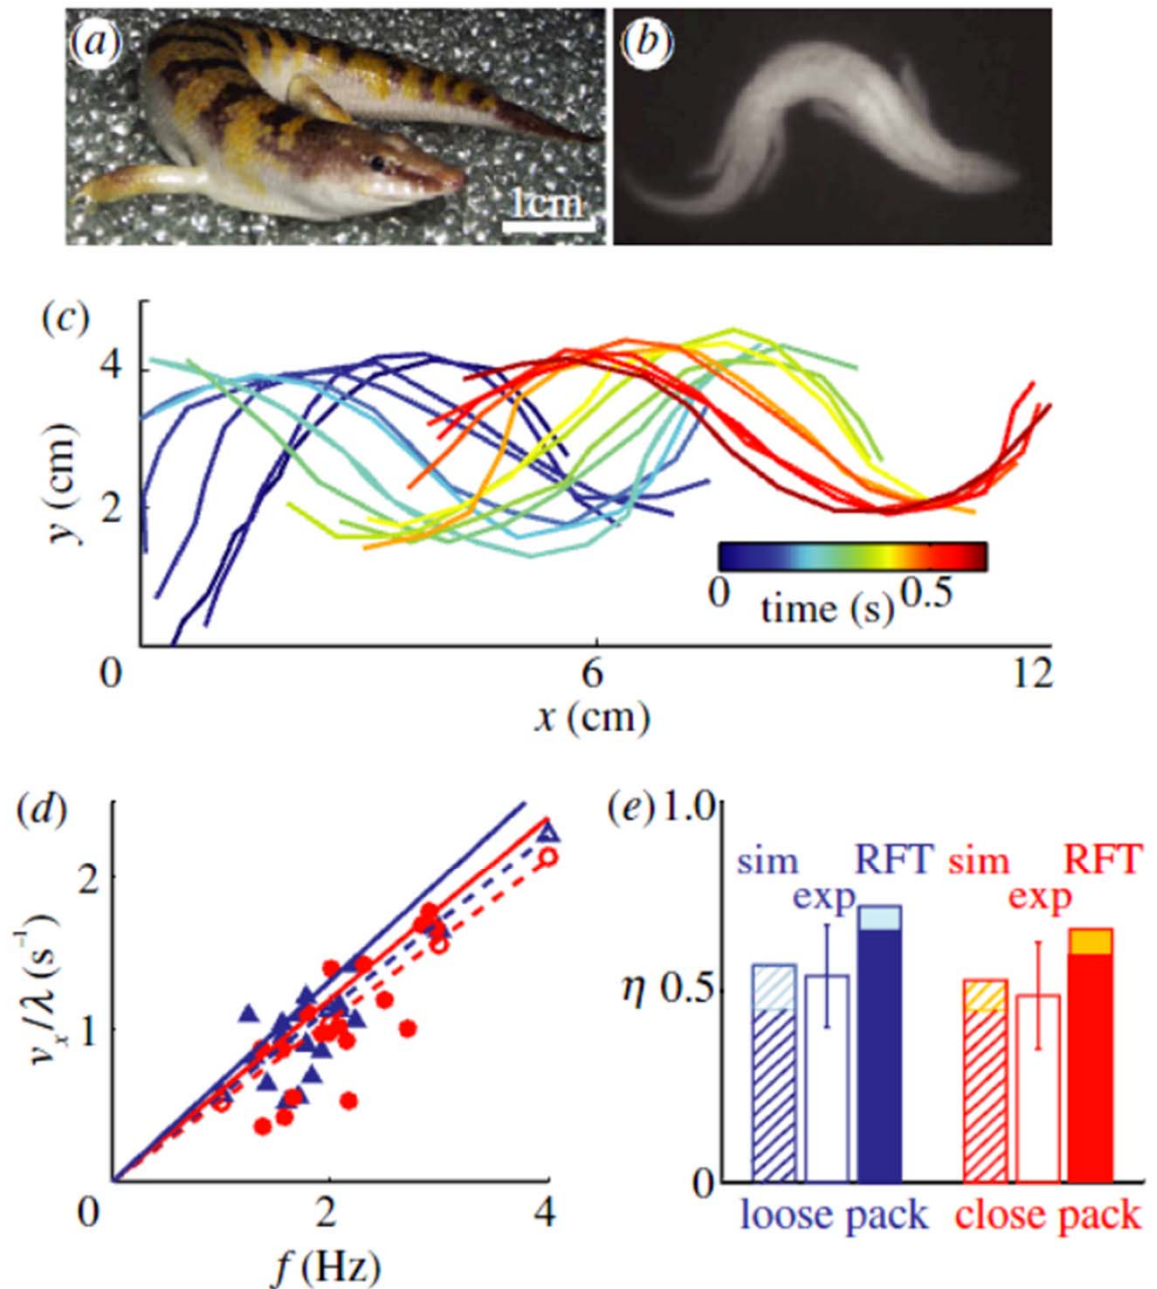 (a)
1cm
(b)
(c)
4
2
0
y (cm)
0
0.5
time (s)
6
12
x (cm)
(d)
2
1
0
v_x/λ (s⁻¹)
2
4
f (Hz)
(e)
1.0
η 0.5
0
sim
exp
RFT
sim
exp
RFT
loose pack
close pack